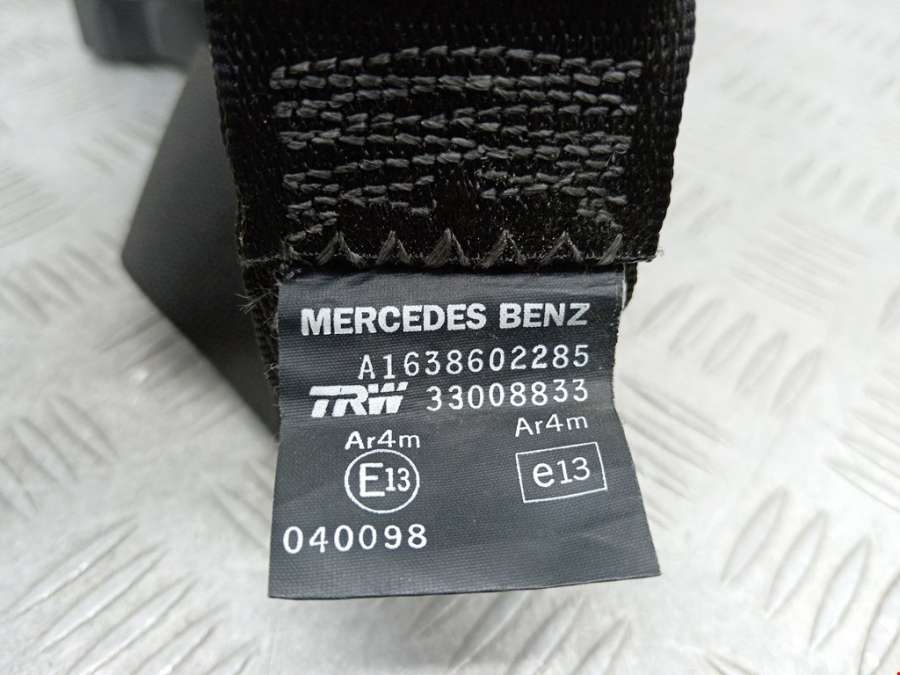 MERCEDES BENZ
A1638602285
TRW 33008833
Ar4m Ar4m
E13 e13
040098